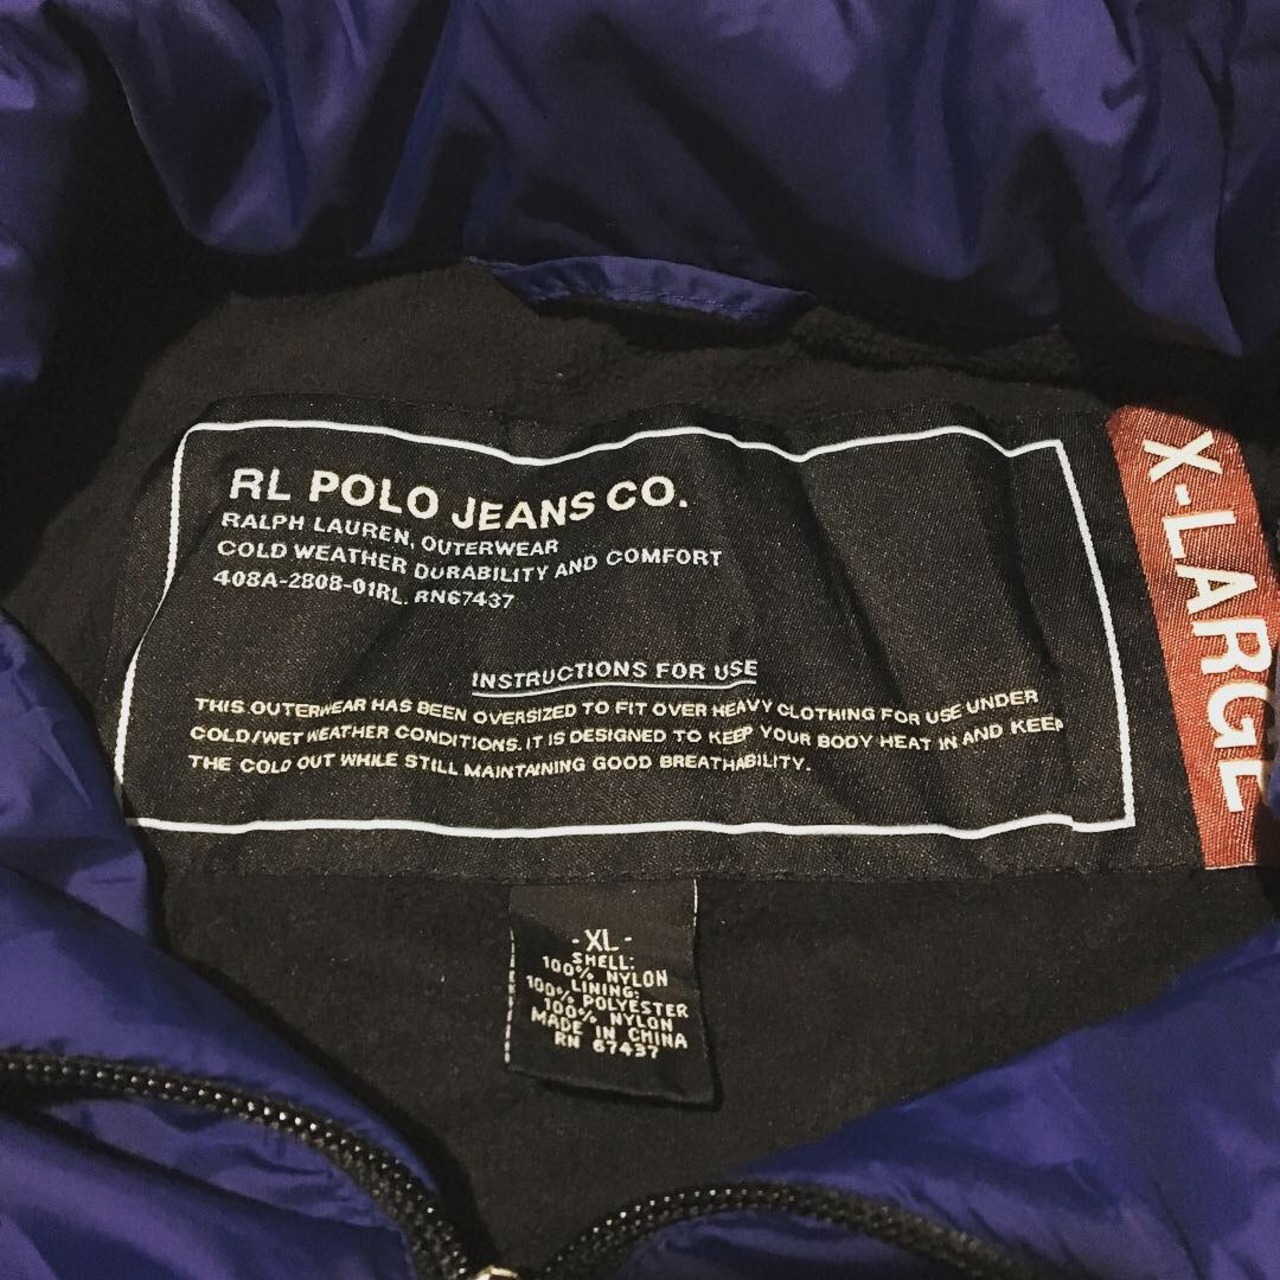 RL POLO JEANS CO.
RALPH LAUREN, OUTERWEAR
COLD WEATHER DURABILITY AND COMFORT
408A-2808-01RL. RN67437
INSTRUCTIONS FOR USE
THIS OUTERWEAR HAS BEEN OVERSIZED TO FIT OVER HEAVY CLOTHING FOR USE UNDER
COLD/WET WEATHER CONDITIONS. IT IS DESIGNED TO KEEP YOUR BODY HEAT IN AND KEEP
THE COLD OUT WHILE STILL MAINTAINING GOOD BREATHABILITY.
X-LARGE
-XL-
SHELL:
100% NYLON
LINING:
100% POLYESTER
100% NYLON
MADE IN CHINA
RN 67437